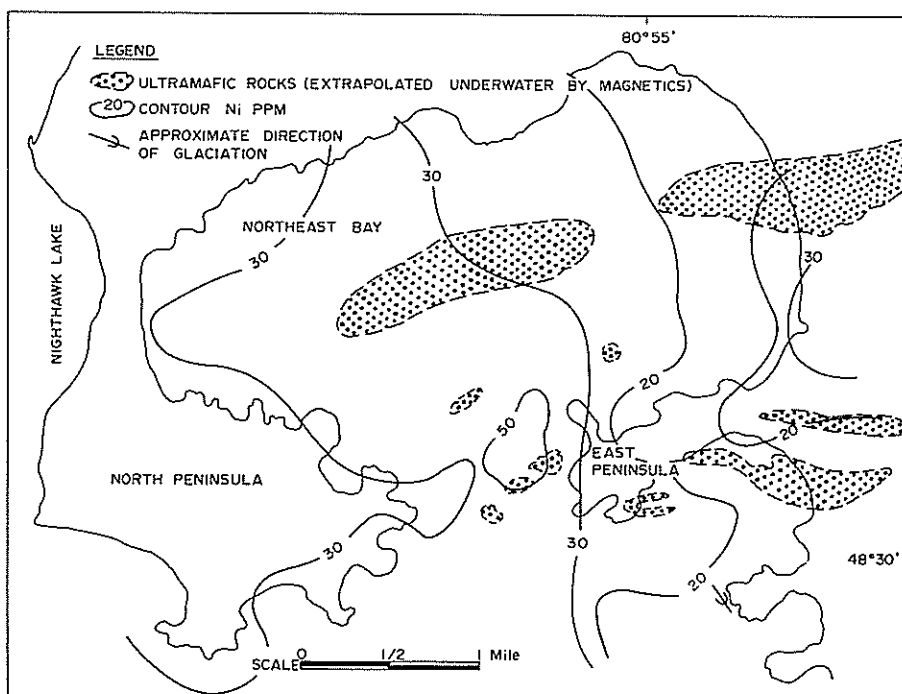 80°55'
LEGEND
ULTRAMAFIC ROCKS (EXTRAPOLATED UNDERWATER BY MAGNETICS)
20 CONTOUR Ni PPM
APPROXIMATE DIRECTION
OF GLACIATION
30
NORTHEAST BAY
30
30
NIGHTHAWK LAKE
20
50
20
EAST
PENINSULA
NORTH PENINSULA
30
30
48°30'
20
SCALE 0 1/2 1 Mile